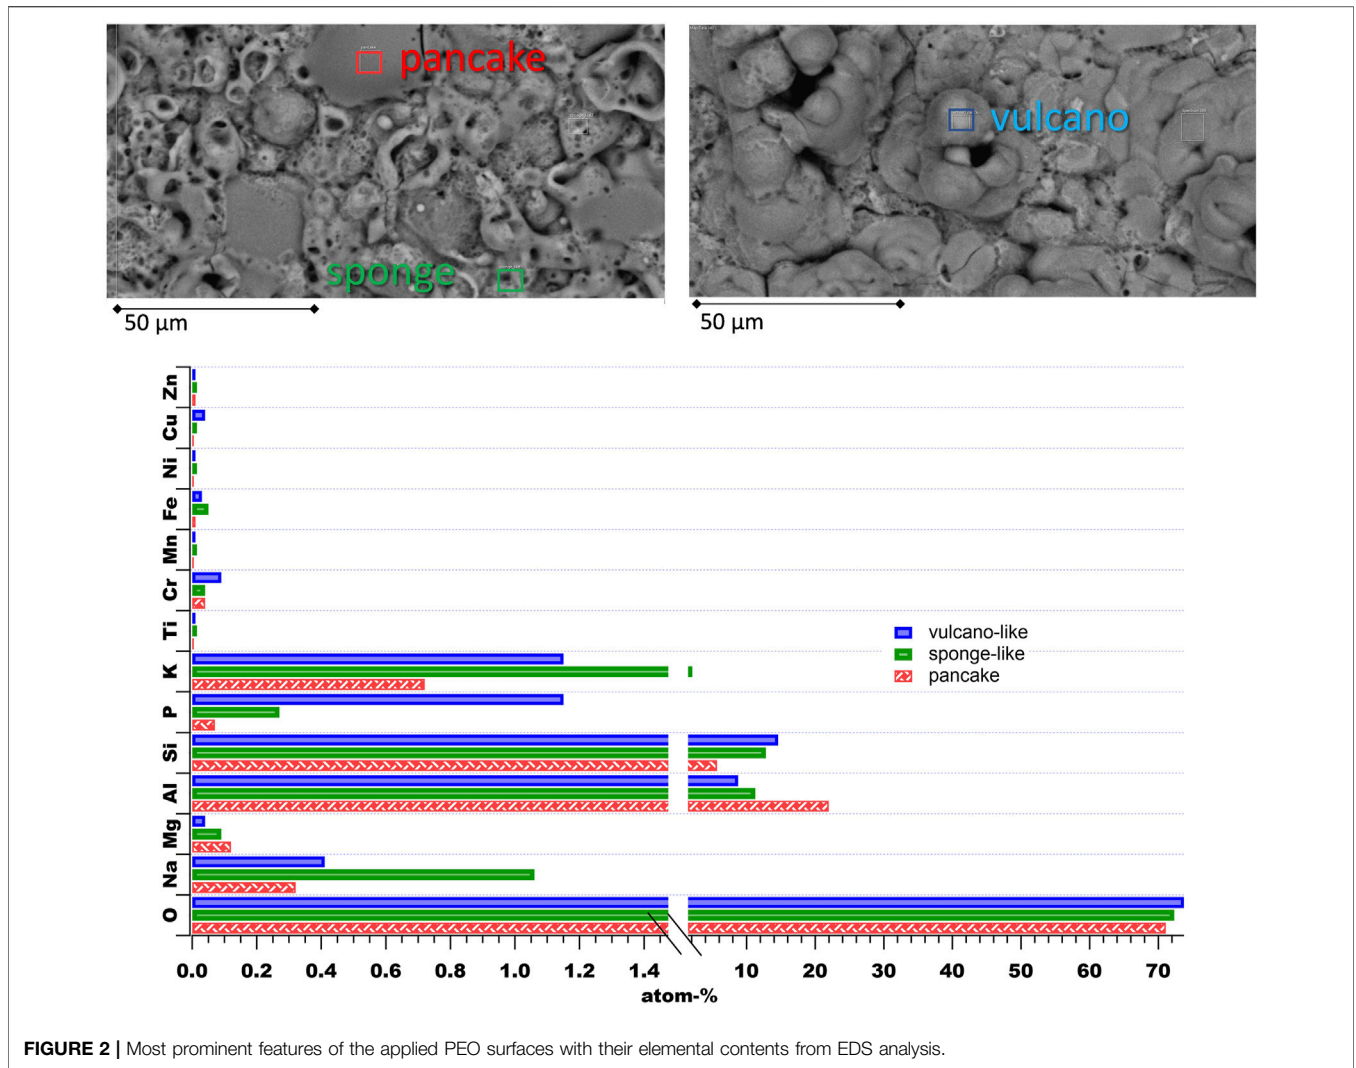 pancake
pancake
sponge
vulcano
50 µm
50 µm
Zn
Cu
Ni
Fe
Mn
Cr
Ti
K
P
Si
Al
Mg
Na
O
vulcano-like
sponge-like
pancake
0.0 0.2 0.4 0.6 0.8 1.0 1.2 1.4 10 20 30 40 50 60 70
atom-%
FIGURE 2 | Most prominent features of the applied PEO surfaces with their elemental contents from EDS analysis.